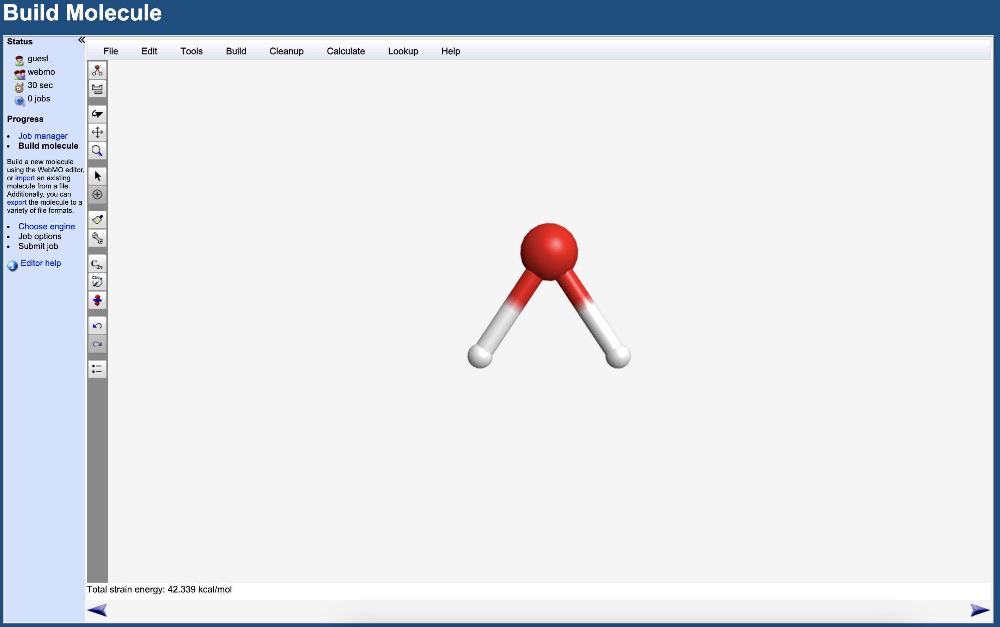 Build Molecule
Status
guest
webmo
30 sec
0 jobs
Progress
Job manager
Build molecule
Build a new molecule
using the WebMO editor,
or import an existing
molecule from a file.
Additionally, you can
export the molecule to a
variety of file formats.
Choose engine
Job options
Submit job
Editor help
File Edit Tools Build Cleanup Calculate Lookup Help
C2v
C2v
Total strain energy: 42.339 kcal/mol